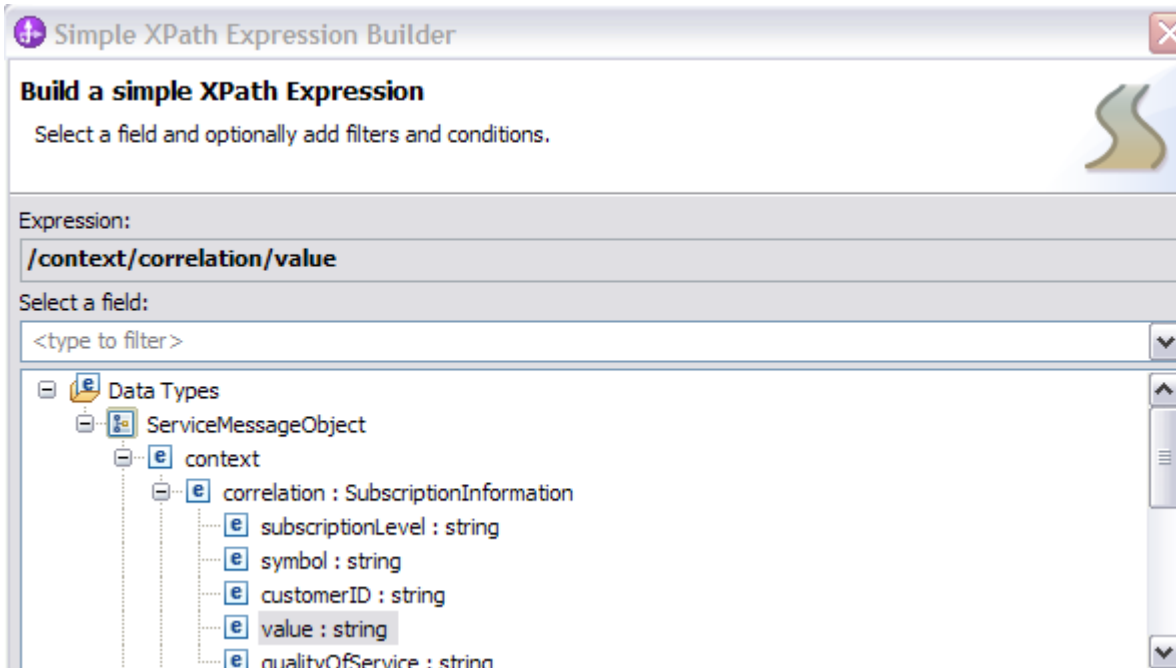 Simple XPath Expression Builder
Build a simple XPath Expression
Select a field and optionally add filters and conditions.
Expression:
/context/correlation/value
Select a field:
<type to filter>
Data Types
ServiceMessageObject
context
correlation : SubscriptionInformation
subscriptionLevel : string
symbol : string
customerID : string
value : string
qualityOfService : string